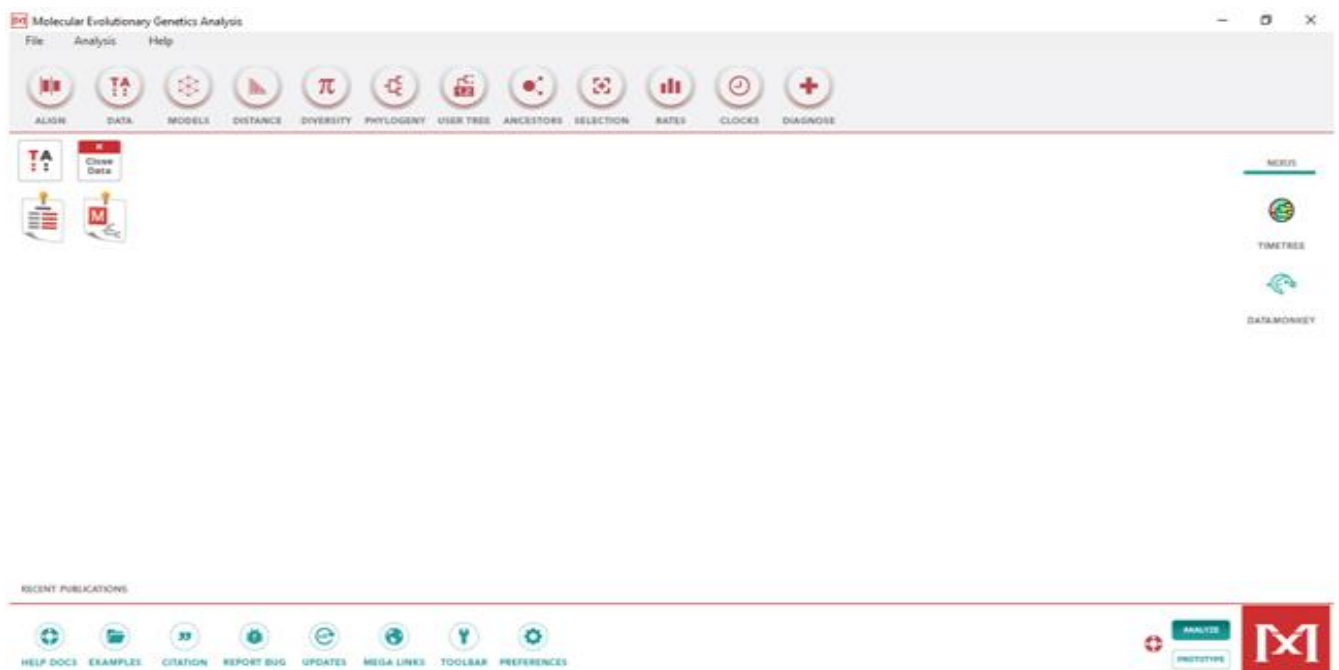 Molecular Evolutionary Genetics Analysis
File Analysis Help
ALIGN DATA MODELS DISTANCE DIVERSITY PHYLOGENY USER TREE ANCESTORS SELECTION RATES CLOCKS DIAGNOSE
TA
Close
Data
M
NEXUS
TIMETREE
DATAMONKEY
RECENT PUBLICATIONS
HELP DOCS EXAMPLES CITATION REPORT BUG UPDATES MEGA LINKS TOOLBAR PREFERENCES
ANALYZE
PROTOTYPE
M